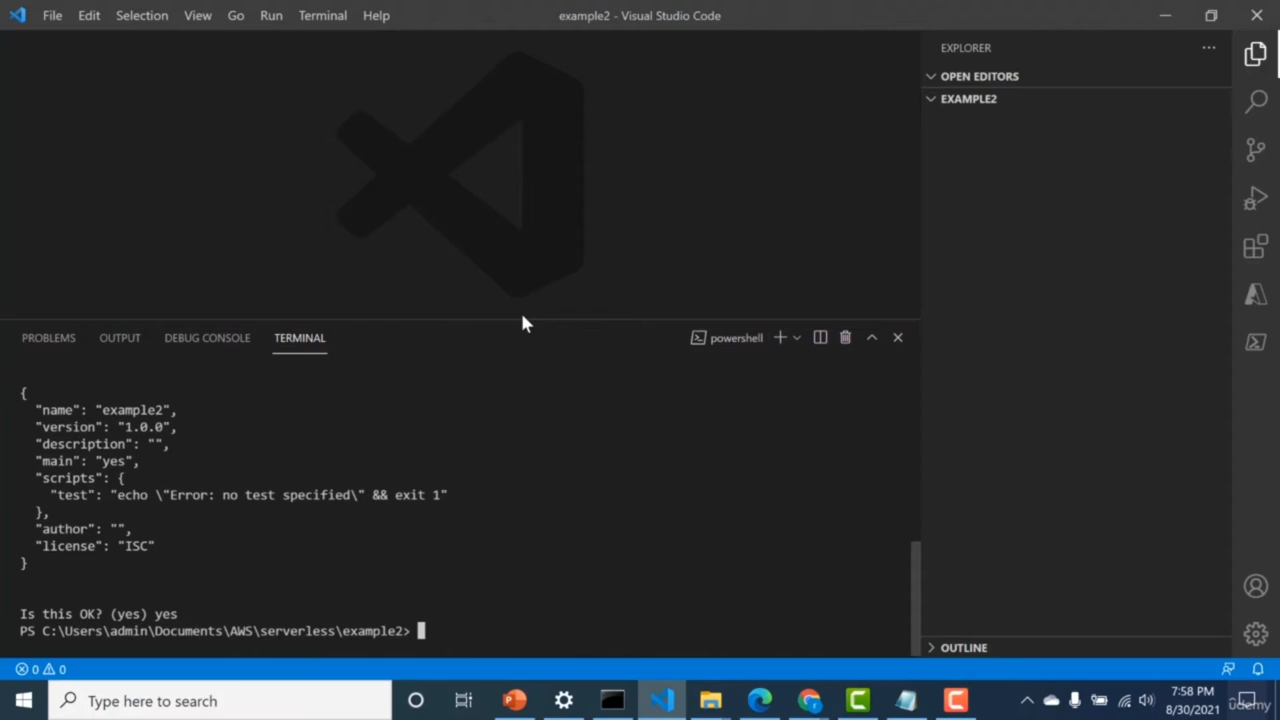 File Edit Selection View Go Run Terminal Help
example2 - Visual Studio Code
EXPLORER
OPEN EDITORS
EXAMPLE2
PROBLEMS OUTPUT DEBUG CONSOLE TERMINAL
powershell
{
"name": "example2",
"version": "1.0.0",
"description": "",
"main": "yes",
"scripts": {
"test": "echo \"Error: no test specified\" && exit 1"
},
"author": "",
"license": "ISC"
}
Is this OK? (yes) yes
PS C:\Users\admin\Documents\AWS\serverless\example2>
OUTLINE
0 0
Type here to search
7:58 PM
8/30/2021
udemy